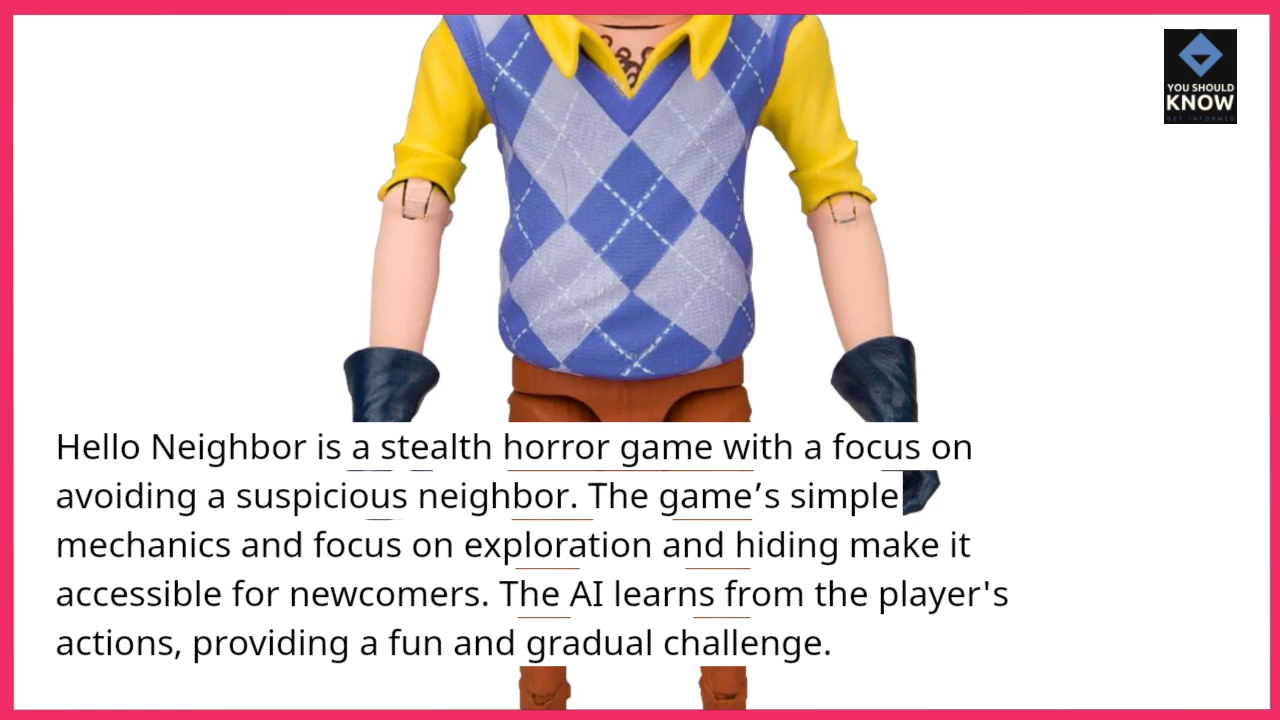 YOU SHOULD
KNOW
GET INFORMED
Hello Neighbor is a stealth horror game with a focus on
avoiding a suspicious neighbor. The game’s simple
mechanics and focus on exploration and hiding make it
accessible for newcomers. The AI learns from the player's
actions, providing a fun and gradual challenge.